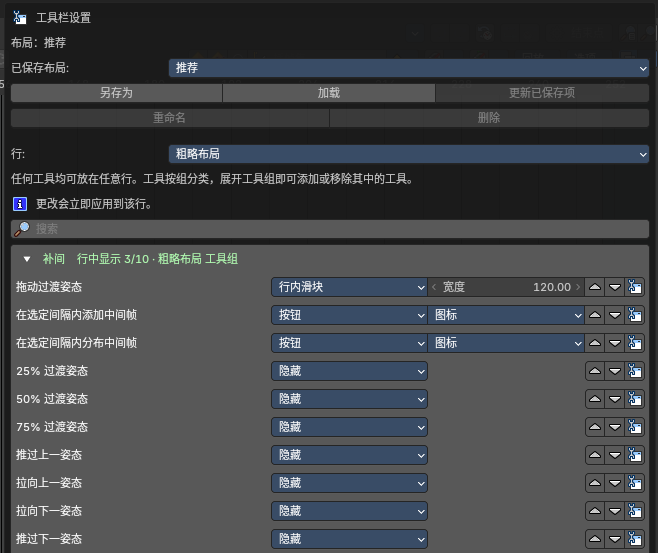 工具栏设置
布局: 推荐
已保存布局: 推荐
另存为 加载 更新已保存项
重命名 删除
行: 粗略布局
任何工具均可放在任意行。工具按组分类，展开工具组即可添加或移除其中的工具。
更改会立即应用到该行。
搜索
补间 行中显示 3/10 · 粗略布局 工具组
拖动过渡姿态 行内滑块 宽度 120.00
在选定间隔内添加中间帧 按钮 图标
在选定间隔内分布中间帧 按钮 图标
25% 过渡姿态 隐藏
50% 过渡姿态 隐藏
75% 过渡姿态 隐藏
推过上一姿态 隐藏
拉向上一姿态 隐藏
拉向下一姿态 隐藏
推过下一姿态 隐藏